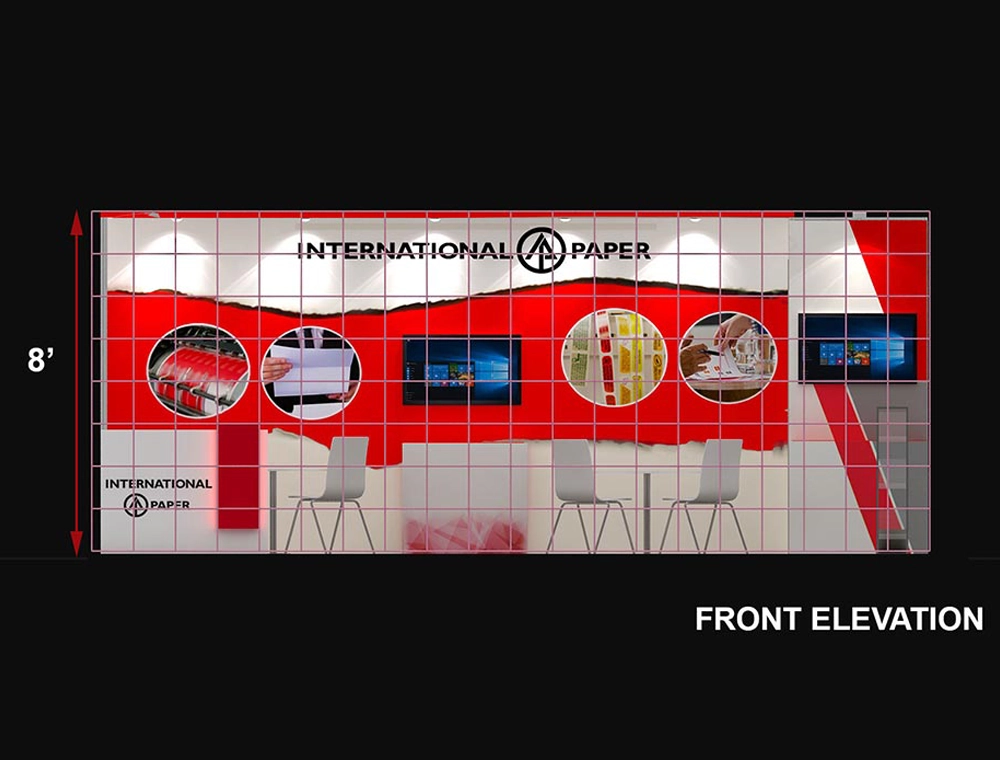 INTERNATIONAL PAPER
8’
INTERNATIONAL
PAPER
FRONT ELEVATION